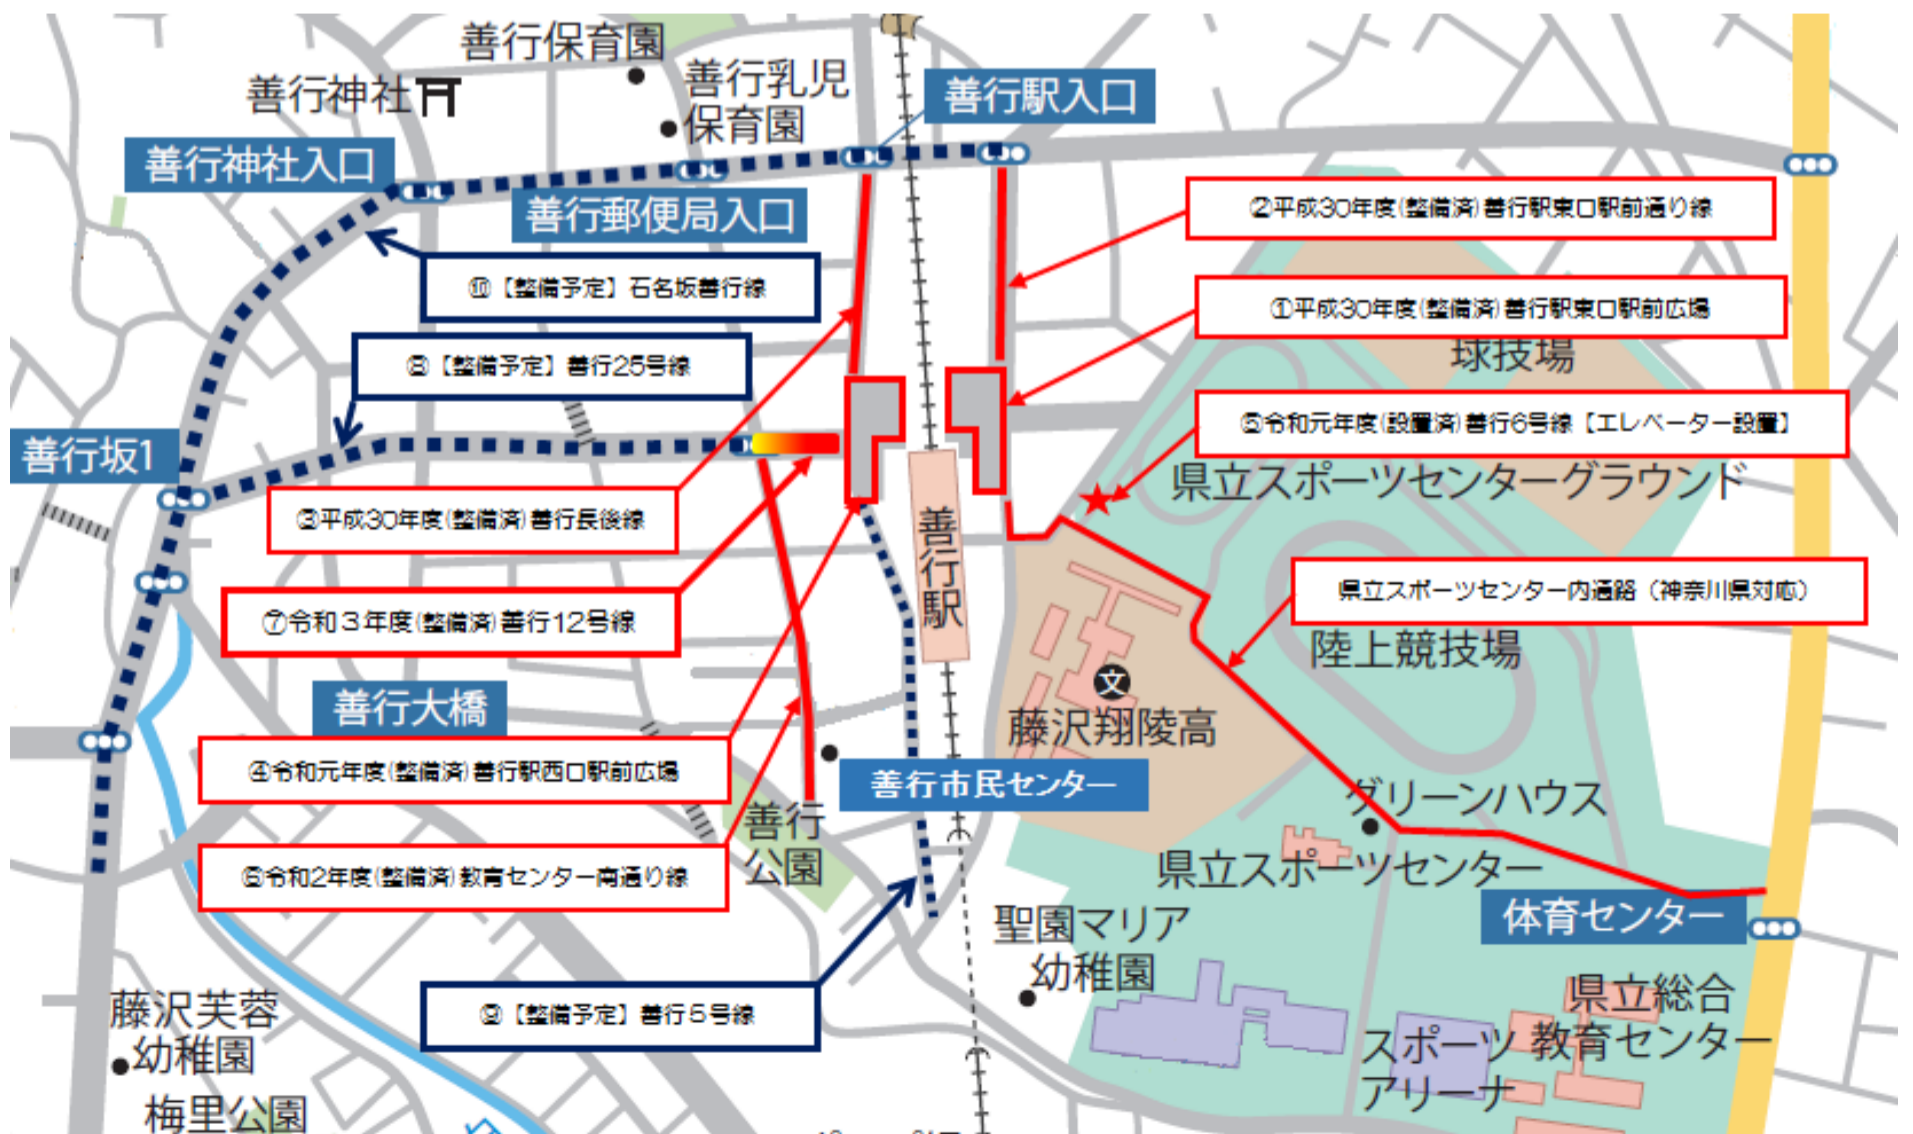 善行保育園
善行神社
善行乳児
保育園
善行駅入口
善行神社入口
善行郵便局入口
②平成30年度(整備済)善行駅東口駅前通り線
⑩【整備予定】石名坂善行線
①平成30年度(整備済)善行駅東口駅前広場
⑧【整備予定】善行25号線
球技場
⑤令和元年度(設置済)善行6号線【エレベーター設置】
善行坂1
県立スポーツセンターグラウンド
③平成30年度(整備済)善行長後線
善行駅
県立スポーツセンター内通路（神奈川県対応）
⑦令和３年度(整備済)善行12号線
陸上競技場
文
善行大橋
藤沢翔陵高
④令和元年度(整備済)善行駅西口駅前広場
善行市民センター
グリーンハウス
善行
公園
⑥令和2年度(整備済)教育センター南通り線
県立スポーツセンター
体育センター
聖園マリア
幼稚園
⑨【整備予定】善行５号線
藤沢芙蓉
幼稚園
県立総合
教育センター
スポーツ
アリーナ
梅里公園